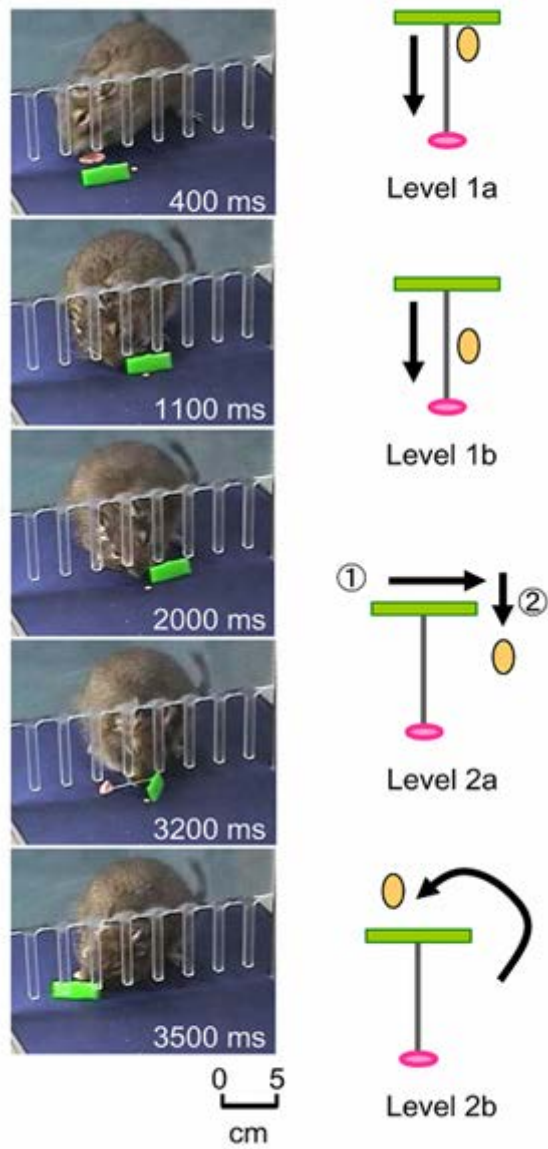 400 ms
1100 ms
2000 ms
3200 ms
3500 ms
0 5
cm
Level 1a
Level 1b
① ②
Level 2a
Level 2b